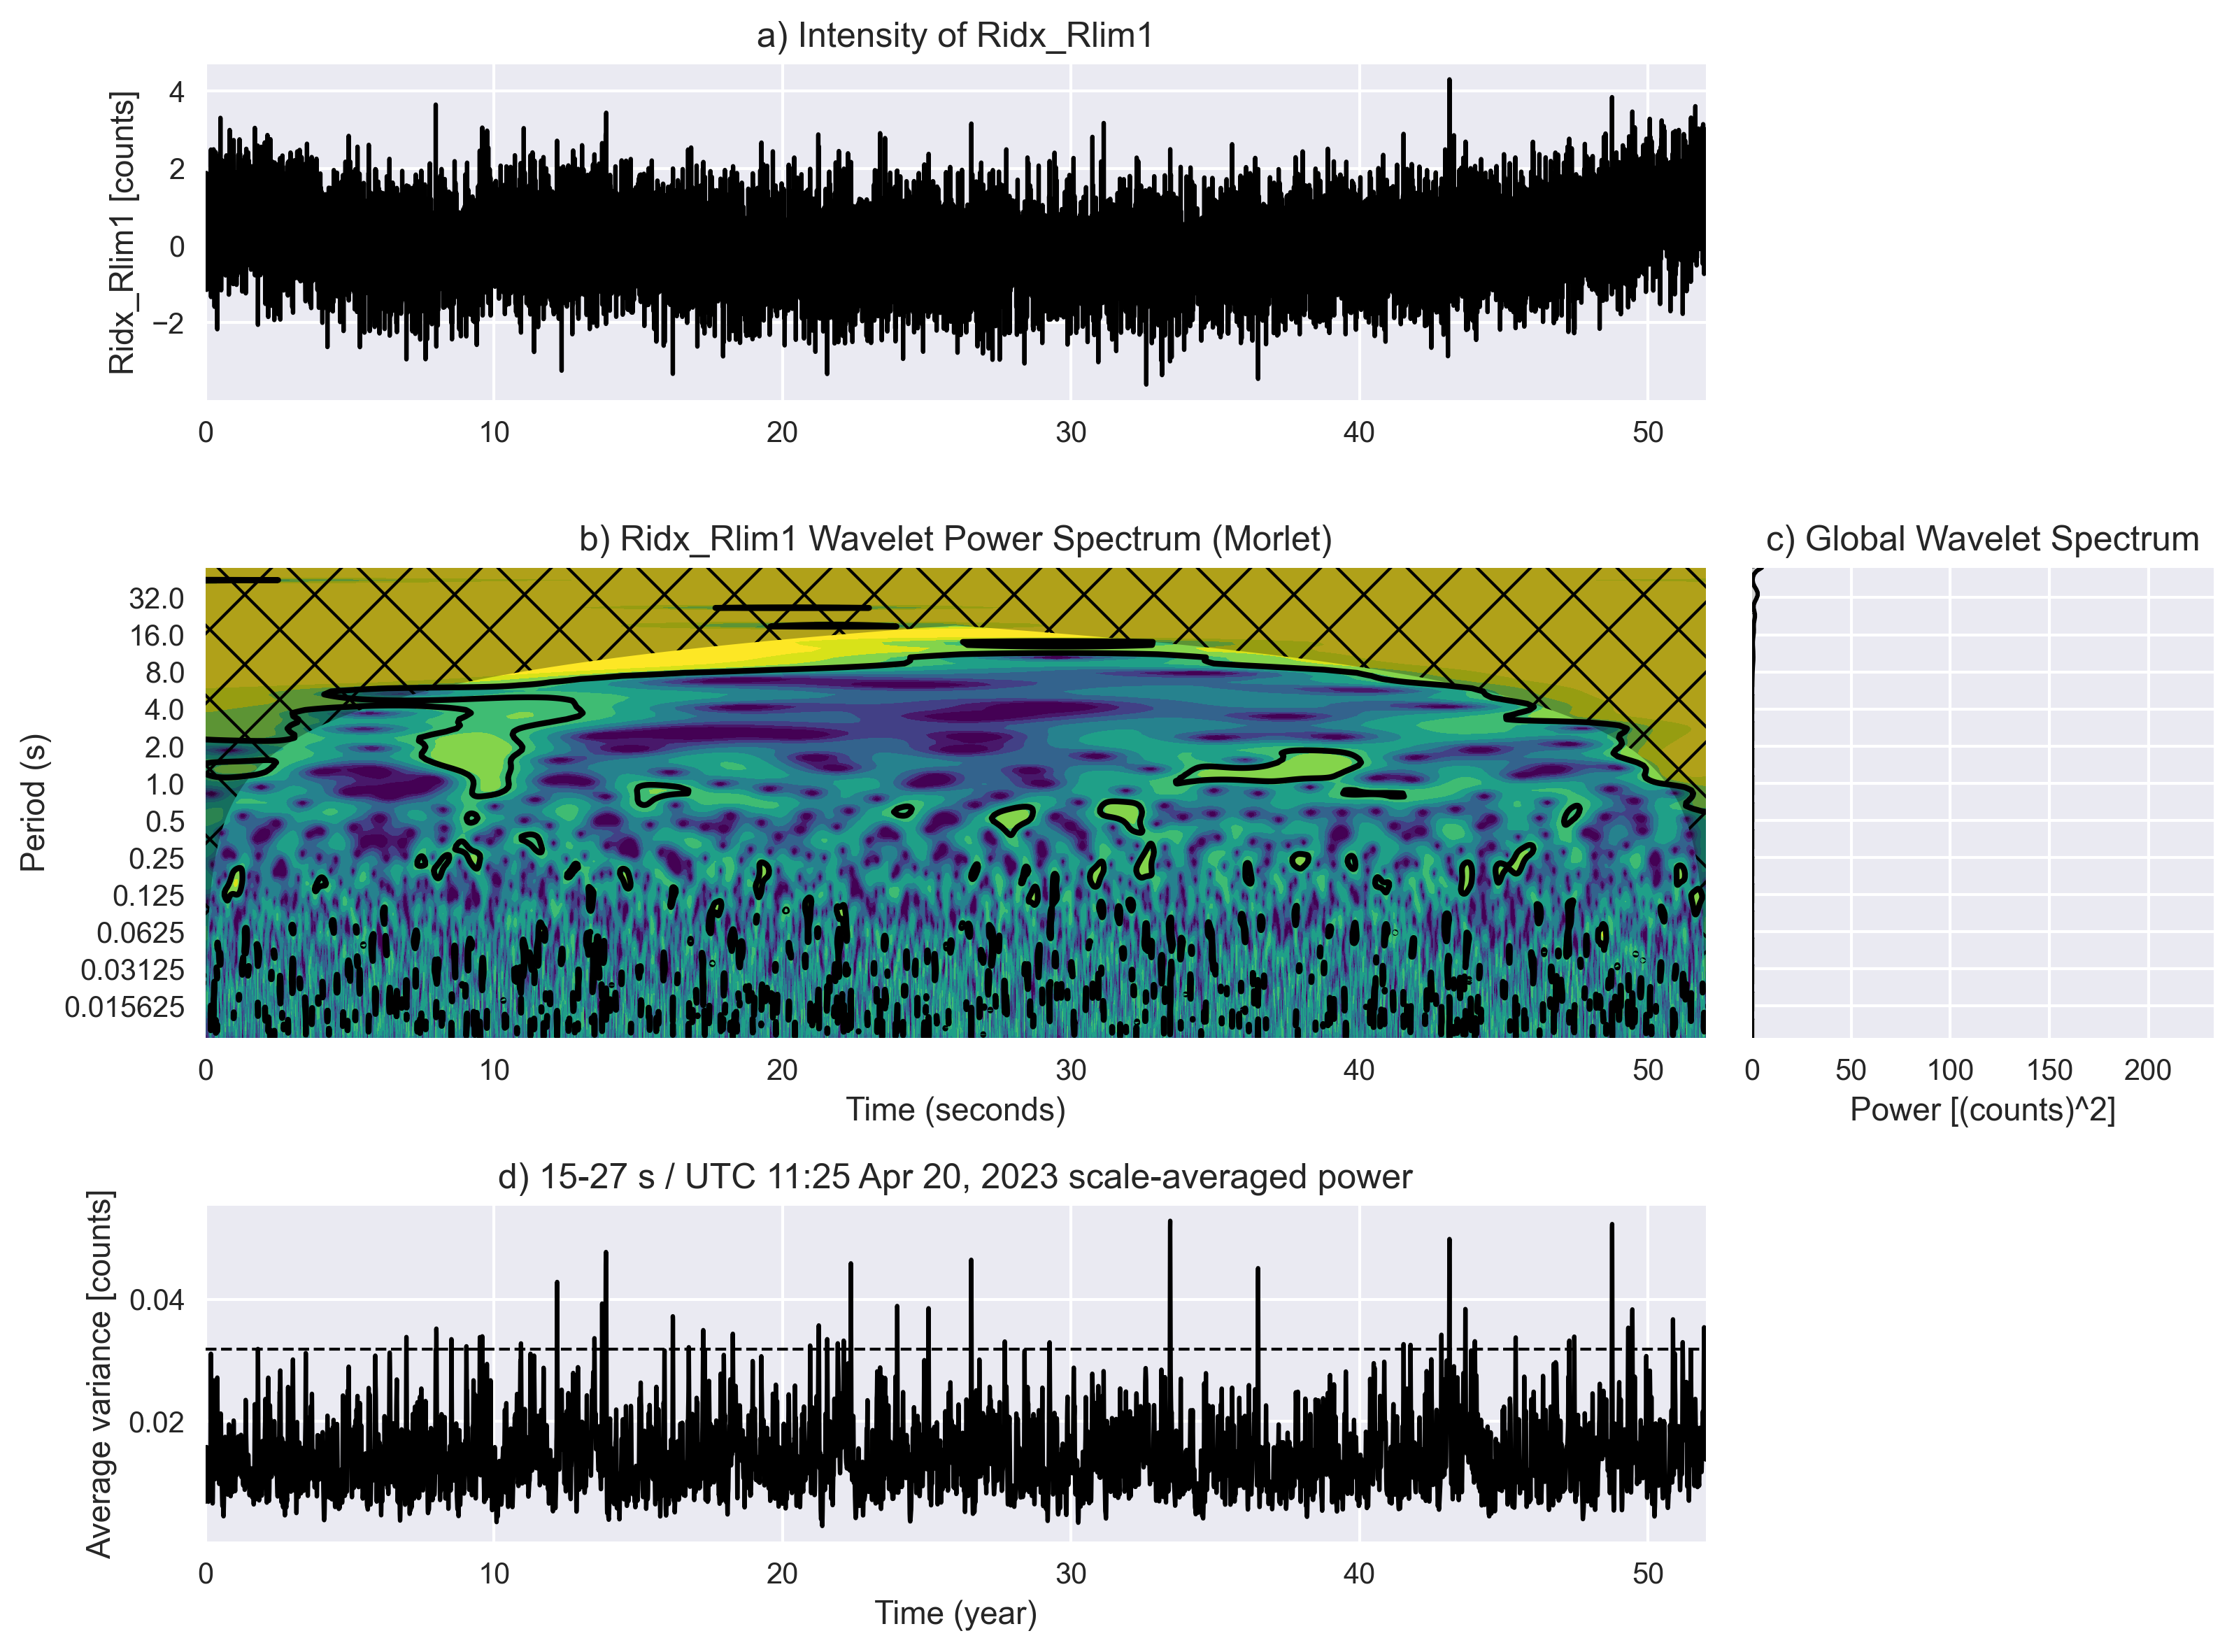 a) Intensity of Ridx_Rlim1
Ridx_Rlim1 [counts]
4
2
0
−2
0 10 20 30 40 50
b) Ridx_Rlim1 Wavelet Power Spectrum (Morlet)
Period (s)
32.0
16.0
8.0
4.0
2.0
1.0
0.5
0.25
0.125
0.0625
0.03125
0.015625
0 10 20 30 40 50
Time (seconds)
c) Global Wavelet Spectrum
0 50 100 150 200
Power [(counts)^2]
d) 15-27 s / UTC 11:25 Apr 20, 2023 scale-averaged power
Average variance [counts]
0.04
0.02
0 10 20 30 40 50
Time (year)